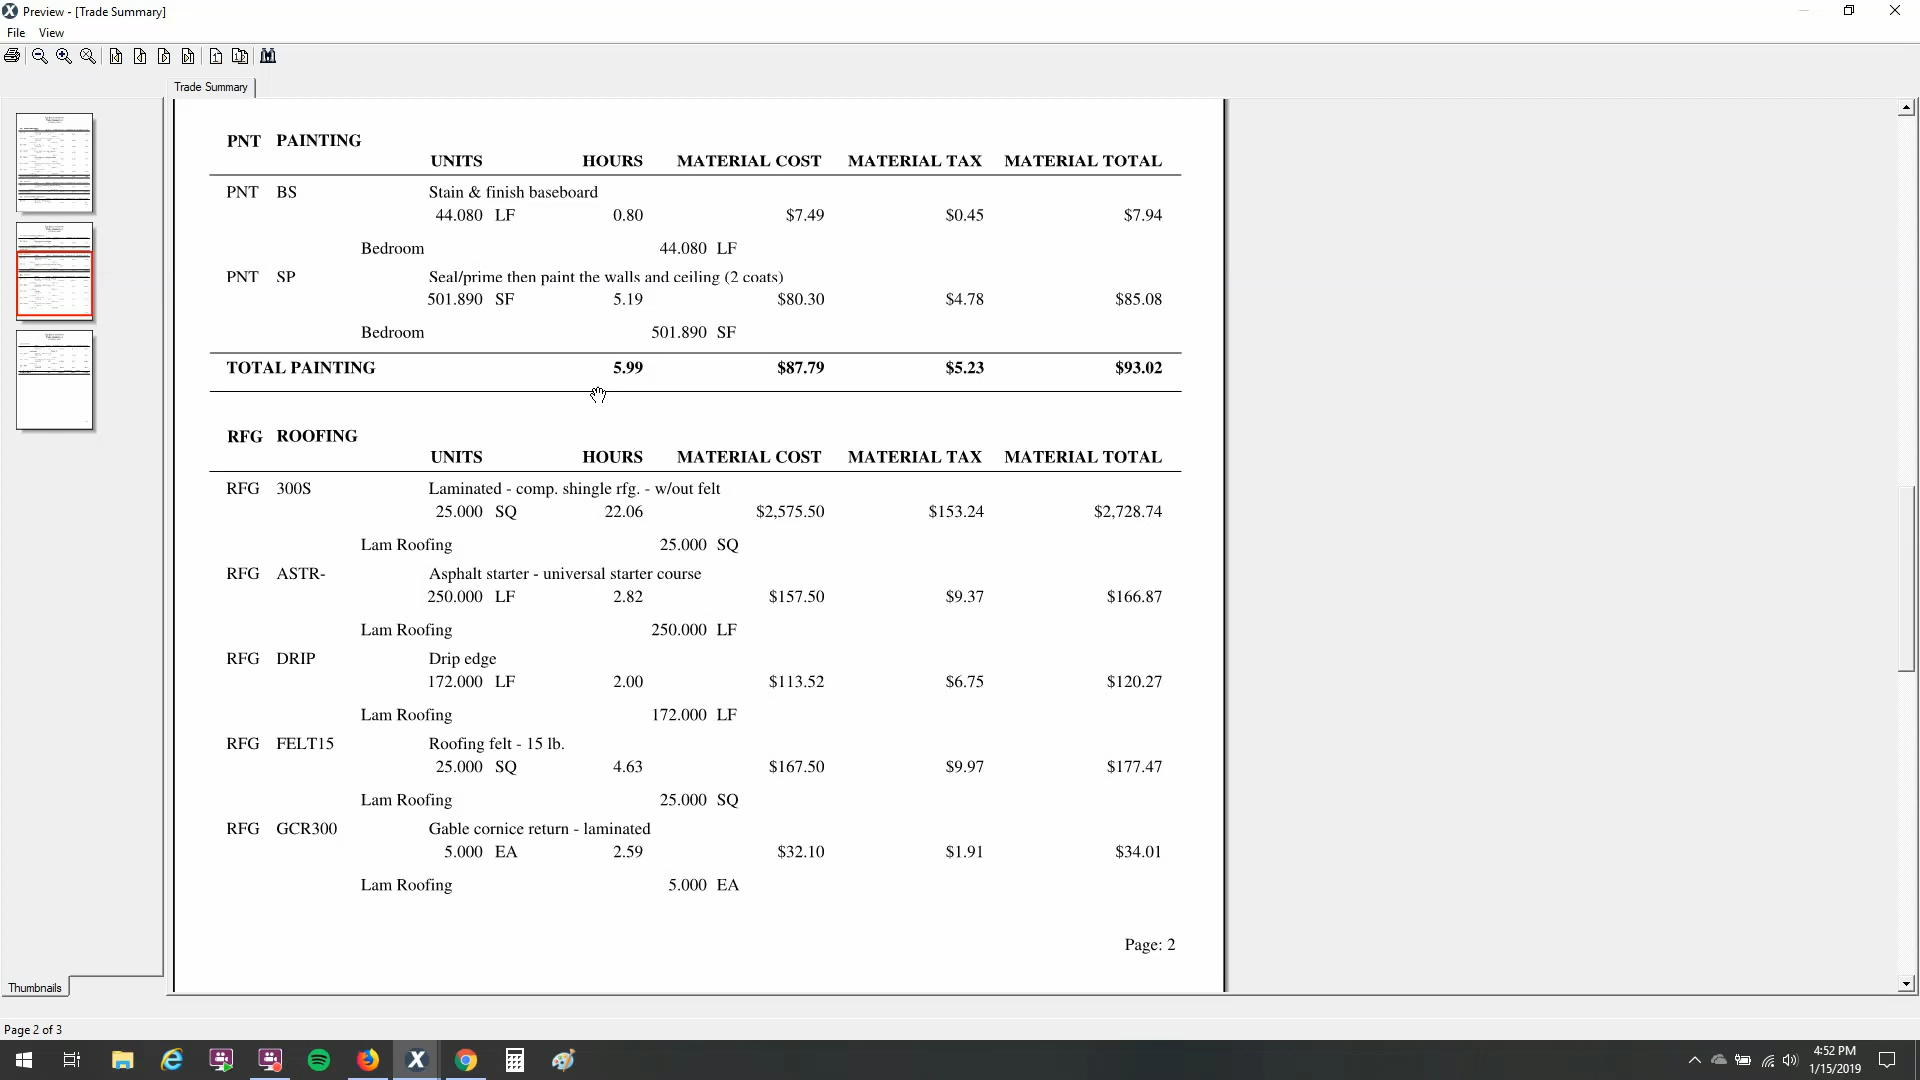 Preview - [Trade Summary]
File View
Trade Summary
PNT PAINTING
UNITS HOURS MATERIAL COST MATERIAL TAX MATERIAL TOTAL
PNT BS Stain & finish baseboard
44.080 LF 0.80 $7.49 $0.45 $7.94
Bedroom 44.080 LF
PNT SP Seal/prime then paint the walls and ceiling (2 coats)
501.890 SF 5.19 $80.30 $4.78 $85.08
Bedroom 501.890 SF
TOTAL PAINTING 5.99 $87.79 $5.23 $93.02
RFG ROOFING
UNITS HOURS MATERIAL COST MATERIAL TAX MATERIAL TOTAL
RFG 300S Laminated - comp. shingle rfg. - w/out felt
25.000 SQ 22.06 $2,575.50 $153.24 $2,728.74
Lam Roofing 25.000 SQ
RFG ASTR- Asphalt starter - universal starter course
250.000 LF 2.82 $157.50 $9.37 $166.87
Lam Roofing 250.000 LF
RFG DRIP Drip edge
172.000 LF 2.00 $113.52 $6.75 $120.27
Lam Roofing 172.000 LF
RFG FELT15 Roofing felt - 15 lb.
25.000 SQ 4.63 $167.50 $9.97 $177.47
Lam Roofing 25.000 SQ
RFG GCR300 Gable cornice return - laminated
5.000 EA 2.59 $32.10 $1.91 $34.01
Lam Roofing 5.000 EA
Page: 2
Thumbnails
Page 2 of 3
4:52 PM
1/15/2019